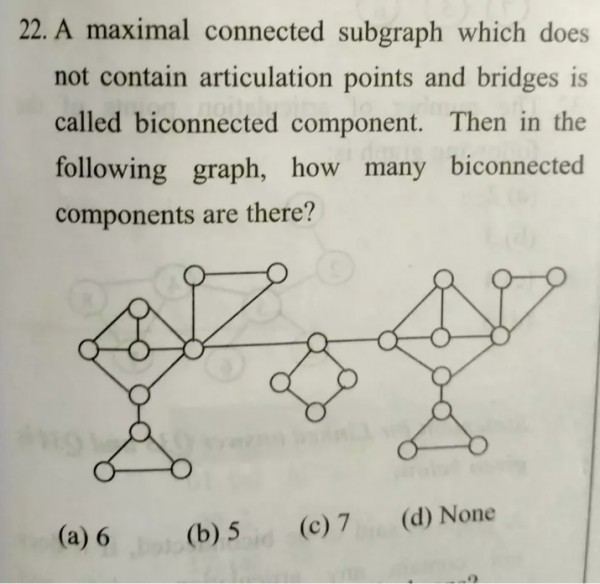 22. A maximal connected subgraph which does
not contain articulation points and bridges is
called biconnected component. Then in the
following graph, how many biconnected
components are there?
(a) 6 (b) 5 (c) 7 (d) None